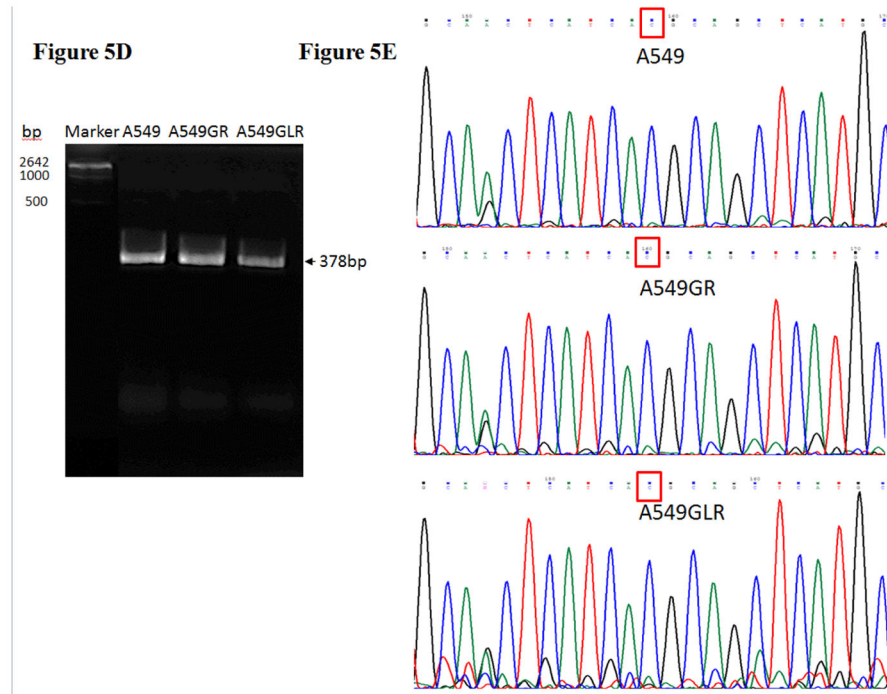 Figure 5D
Figure 5E
bp
Marker A549 A549GR A549GLR
2642
1000
500
378bp
G C A A C T C A T C A C G C A G C T C A T G C
A549
G C A A C T C A T C A C G C A G C T C A T G C
A549GR
A549GLR